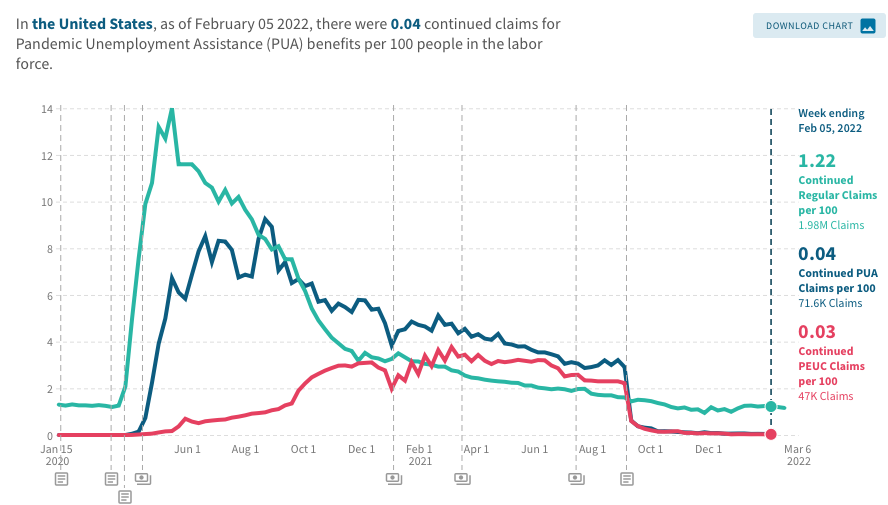 In the United States, as of February 05 2022, there were 0.04 continued claims for
Pandemic Unemployment Assistance (PUA) benefits per 100 people in the labor
force.
DOWNLOAD CHART
14
12
10
8
6
4
2
0
Week ending
Feb 05, 2022
1.22
Continued
Regular Claims
per 100
1.98M Claims
0.04
Continued PUA
Claims per 100
71.6K Claims
0.03
Continued
PEUC Claims
per 100
47K Claims
Jan 15
2020
Jun 1
Aug 1
Oct 1
Dec 1
Feb 1
2021
Apr 1
Jun 1
Aug 1
Oct 1
Dec 1
Mar 6
2022